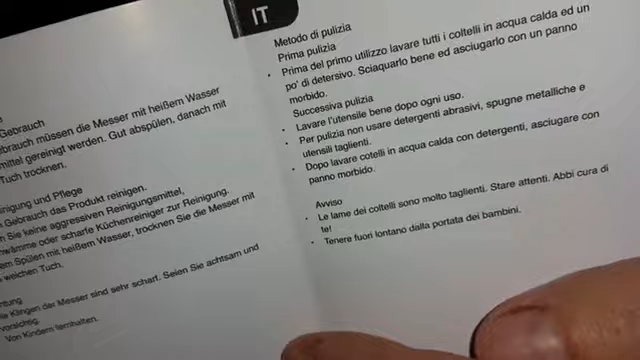 Gebrauch
brauch müssen die Messer mit heißem Wasser
mittel gereinigt werden. Gut abspülen, danach mit
Tuch trocknen.
nigung und Pflege
Gebrauch das Produkt reinigen.
Sie keine aggressiven Reinigungsmittel,
wämme oder scharfe Küchenreiniger zur Reinigung.
em Spülen mit heißem Wasser, trocknen Sie die Messer mit
weichen Tuch.
htung
ie Klingen der Messer sind sehr scharf. Seien Sie achtsam und
vorsichtig.
Von Kindern fernhalten.
IT
Metodo di pulizia
Prima pulizia
• Prima del primo utilizzo lavare tutti i coltelli in acqua calda ed un
po' di detersivo. Sciaquarlo bene ed asciugarlo con un panno
morbido.
Successiva pulizia
• Lavare l'utensile bene dopo ogni uso.
• Per pulizia non usare detergenti abrasivi, spugne metalliche e
utensili taglienti.
• Dopo lavare cotelli in acqua calda con detergenti, asciugare con
panno morbido.
Avviso
• Le lame dei coltelli sono molto taglienti. Stare attenti. Abbi cura di
te!
• Tenere fuori lontano dalla portata dei bambini.